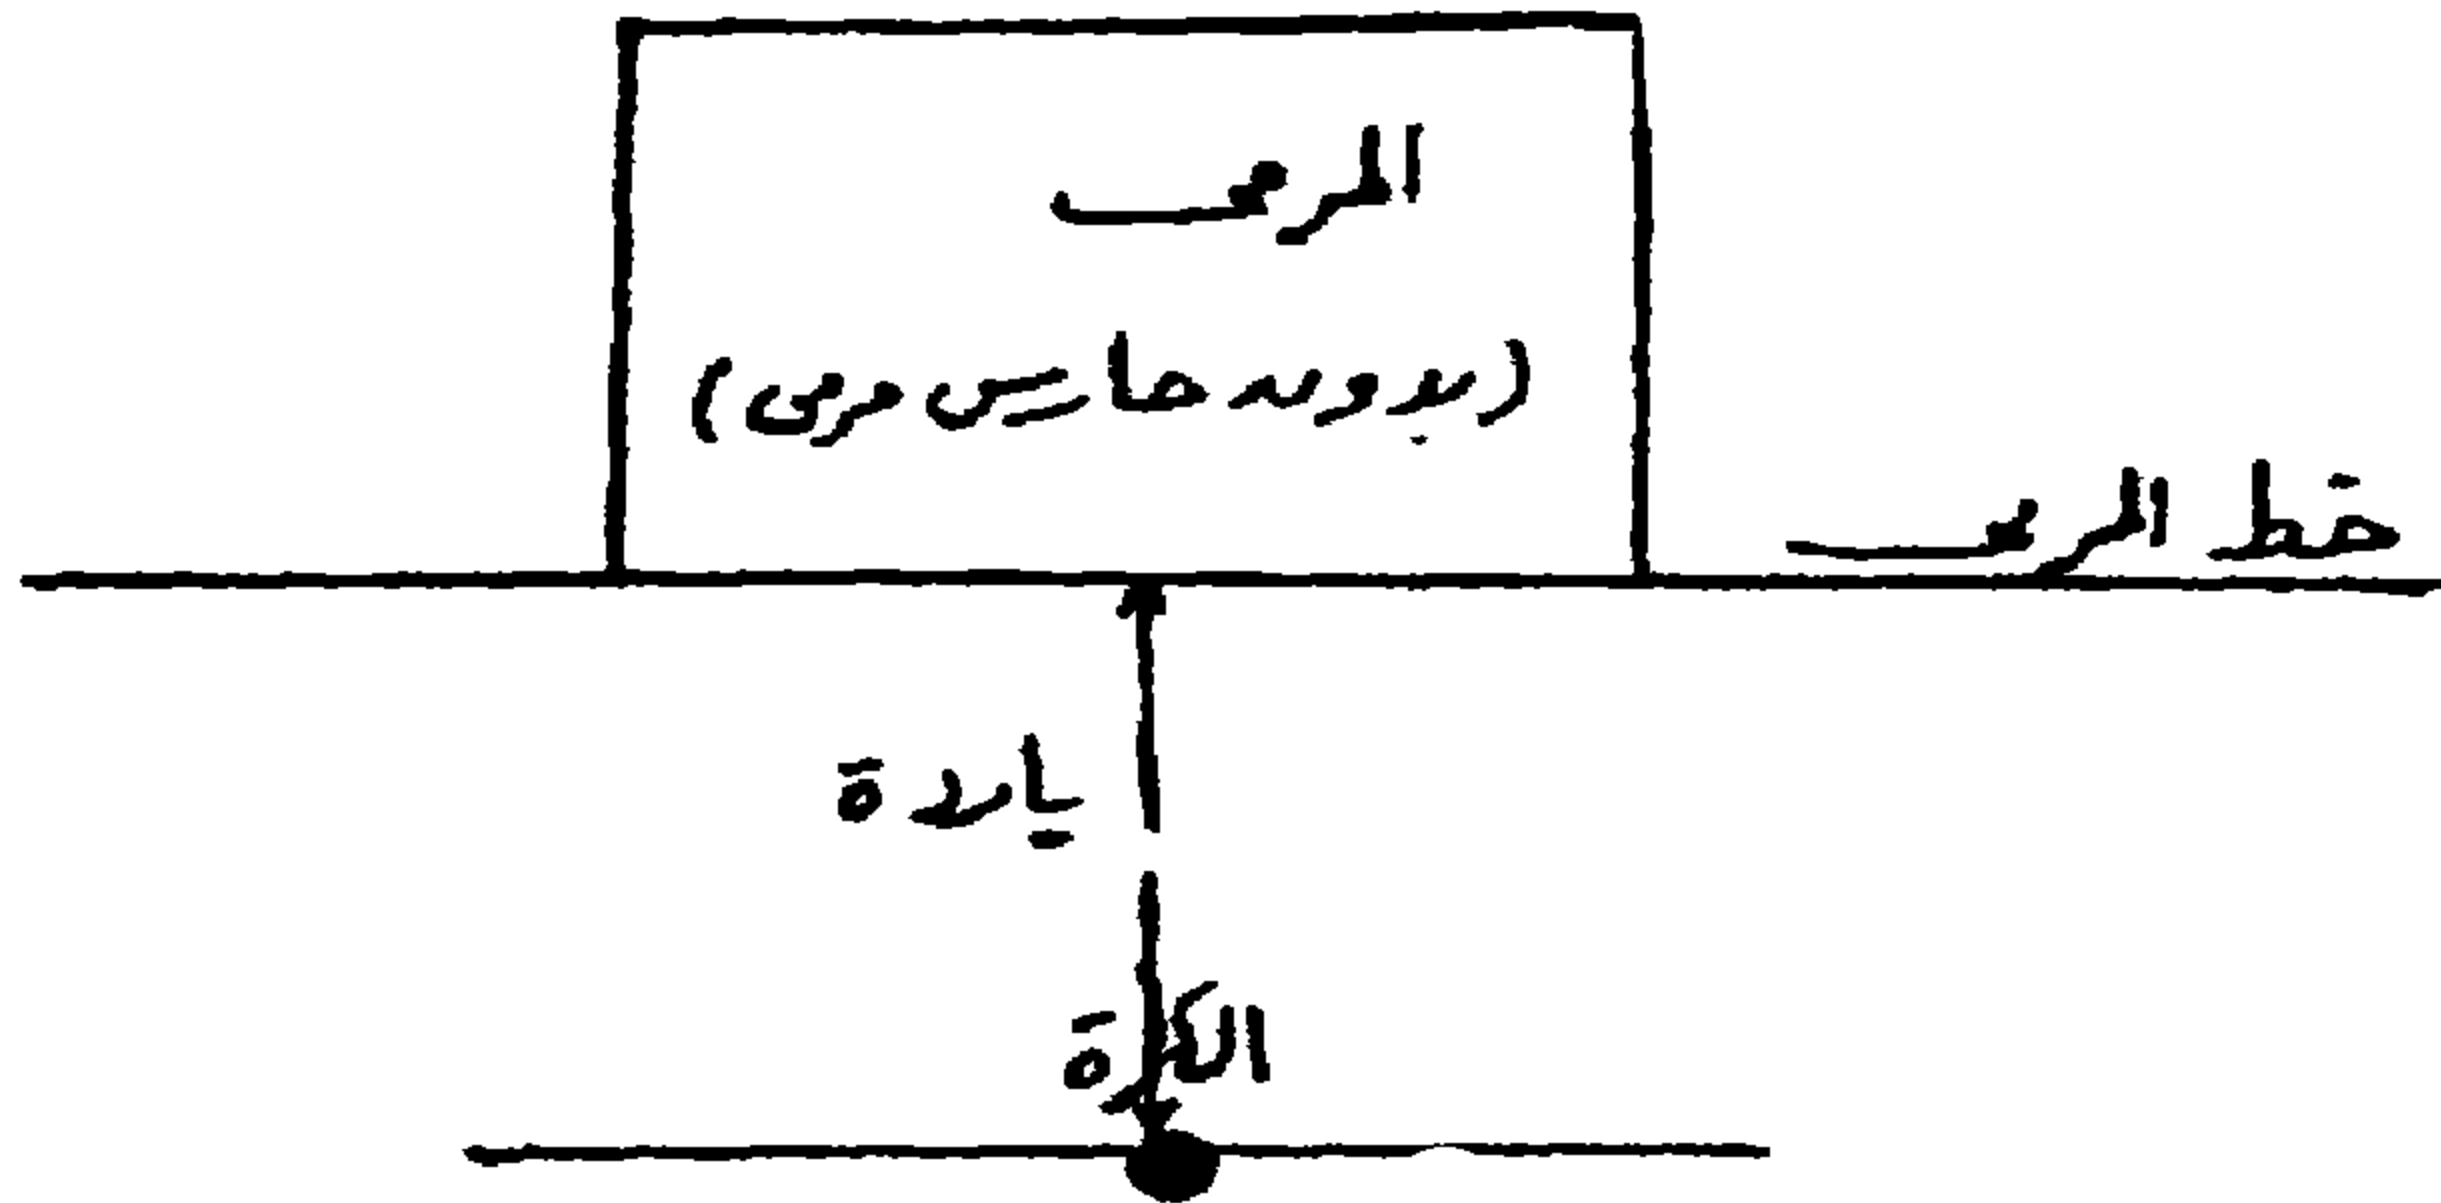 المرمى
(بدون حارس مرمى)
خط المرمى
ياردة
الكرة